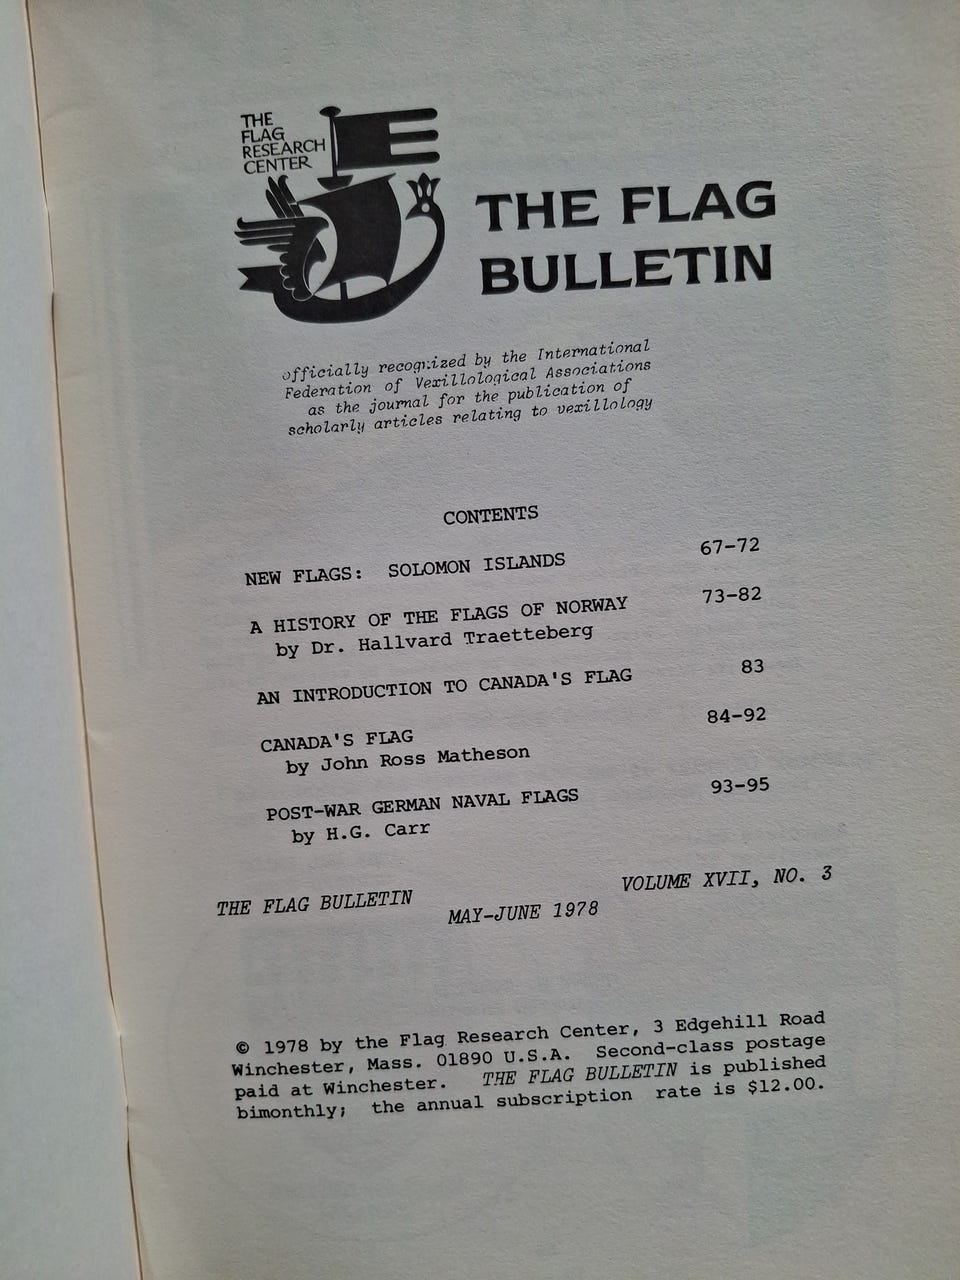 THE
FLAG
RESEARCH
CENTER
THE FLAG
BULLETIN
officially recognized by the International
Federation of Vexillological Associations
as the journal for the publication of
scholarly articles relating to vexillology
CONTENTS
NEW FLAGS: SOLOMON ISLANDS 67-72
A HISTORY OF THE FLAGS OF NORWAY 73-82
by Dr. Hallvard Traetteberg
AN INTRODUCTION TO CANADA'S FLAG 83
CANADA'S FLAG 84-92
by John Ross Matheson
POST-WAR GERMAN NAVAL FLAGS 93-95
by H.G. Carr
THE FLAG BULLETIN VOLUME XVII, NO. 3
MAY-JUNE 1978
© 1978 by the Flag Research Center, 3 Edgehill Road
Winchester, Mass. 01890 U.S.A. Second-class postage
paid at Winchester. THE FLAG BULLETIN is published
bimonthly; the annual subscription rate is $12.00.